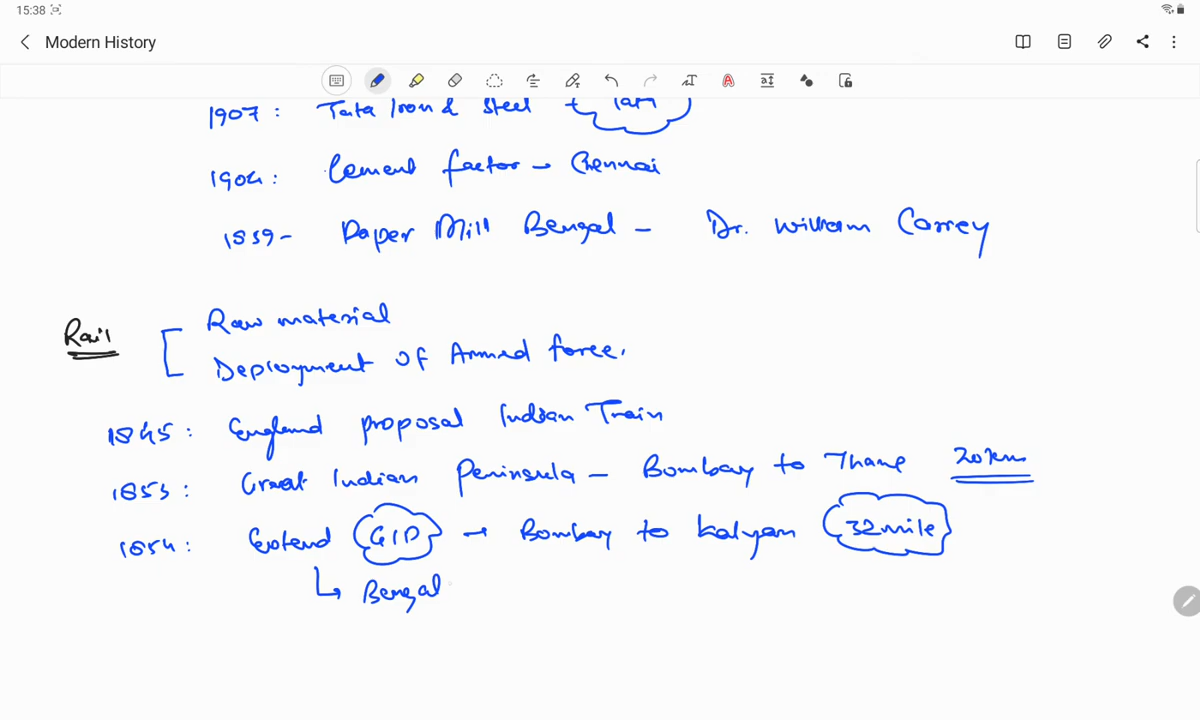 15:38
Modern History
1907 : Tata Iron & Steel
1904 : Cement factor - Chennai
1839 - Paper Mill Bengal - Dr. William Carrey
Rail
Raw material
Deployment of Armed force.
1845 : England proposal Indian Train
1853 : Great Indian Peninsula - Bombay to Thane
1854 : Extend GIP → Bombay to Kalyan 32 mile
↳ Bengal